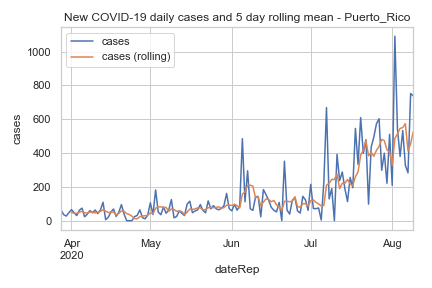 New COVID-19 daily cases and 5 day rolling mean - Puerto_Rico
cases
cases (rolling)
1000
800
600
400
200
0
cases
Apr
2020
May
Jun
Jul
Aug
dateRep